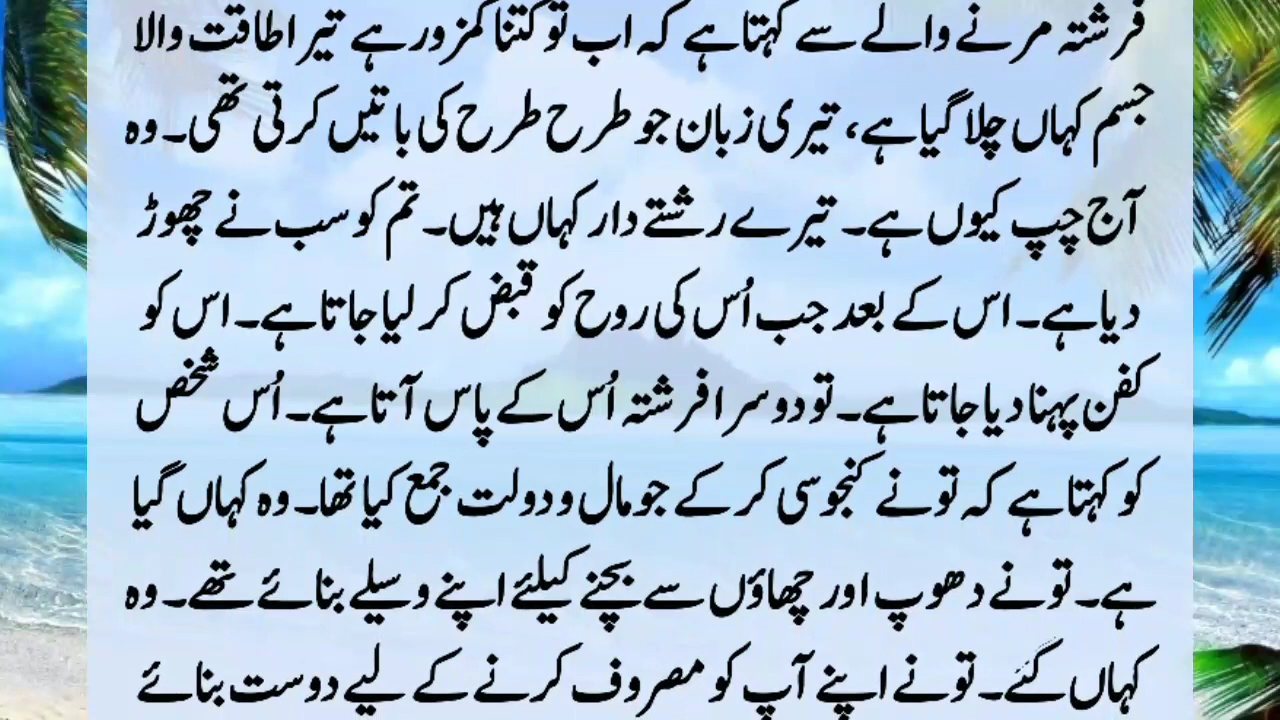 فرشتہ مرنے والے سے کہتا ہے کہ اب تو کتنا کمزور ہے تیرا طاقت والا
جسم کہاں چلا گیا ہے، تیری زبان جو طرح طرح کی باتیں کرتی تھی۔ وہ
آج چپ کیوں ہے۔ تیرے رشتے دار کہاں ہیں۔ تم کو سب نے چھوڑ
دیا ہے۔ اس کے بعد جب اُس کی روح کو قبض کر لیا جاتا ہے۔ اس کو
کفن پہنا دیا جاتا ہے۔ تو دوسرا فرشتہ اُس کے پاس آتا ہے۔ اُس شخص
کو کہتا ہے کہ تو نے کنجوسی کر کے جو مال و دولت جمع کیا تھا۔ وہ کہاں گیا
ہے۔ تو نے دھوپ اور چھاؤں سے بچنے کیلئے اپنے وسیلے بنائے تھے۔ وہ
کہاں گئے۔ تو نے اپنے آپ کو مصروف کرنے کے لیے دوست بنائے